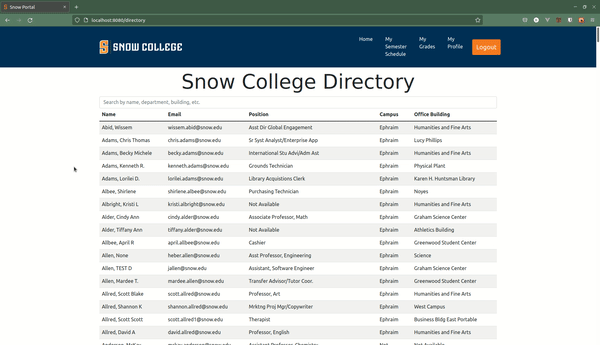 Snow Portal
localhost:8080/directory
SNOW COLLEGE
Home
My Semester Schedule
My Grades
My Profile
Logout
Snow College Directory
Search by name, department, building, etc.
Name Email Position Campus Office Building
Abid, Wissem wissem.abid@snow.edu Asst Dir Global Engagement Ephraim Humanities and Fine Arts
Adams, Chris Thomas chris.adams@snow.edu Sr Syst Analyst/Enterprise App Ephraim Lucy Phillips
Adams, Becky Michele becky.adams@snow.edu International Stu Advi/Adm Ast Ephraim Humanities and Fine Arts
Adams, Kenneth R. kenneth.adams@snow.edu Grounds Technician Ephraim Physical Plant
Adams, Lorilei D. lorilei.adams@snow.edu Library Acquistions Clerk Ephraim Karen H. Huntsman Library
Albee, Shirlene shirlene.albee@snow.edu Purchasing Technician Ephraim Noyes
Albright, Kristi L kristi.albright@snow.edu Not Available Ephraim Humanities and Fine Arts
Alder, Cindy Ann cindy.alder@snow.edu Associate Professor, Math Ephraim Graham Science Center
Alder, Tiffany Ann tiffany.alder@snow.edu Not Available Ephraim Athletics Building
Allbee, April R april.allbee@snow.edu Cashier Ephraim Greenwood Student Center
Allen, None heber.allen@snow.edu Asst Professor, Engineering Ephraim Science
Allen, TEST D jallen@snow.edu Assistant, Software Engineer Ephraim Graham Science Center
Allen, Mardee T. mardee.allen@snow.edu Transfer Advisor/Tutor Coor. Ephraim Greenwood Student Center
Allred, Scott Blake scott.allred@snow.edu Professor, Art Ephraim Humanities and Fine Arts
Allred, Shannon K shannon.allred@snow.edu Mrktng Proj Mgr/Copywriter Ephraim West Campus
Allred, Scott Scott scott.allred1@snow.edu Therapist Ephraim Business Bldg East Portable
Allred, David A david.allred@snow.edu Professor, English Ephraim Humanities and Fine Arts